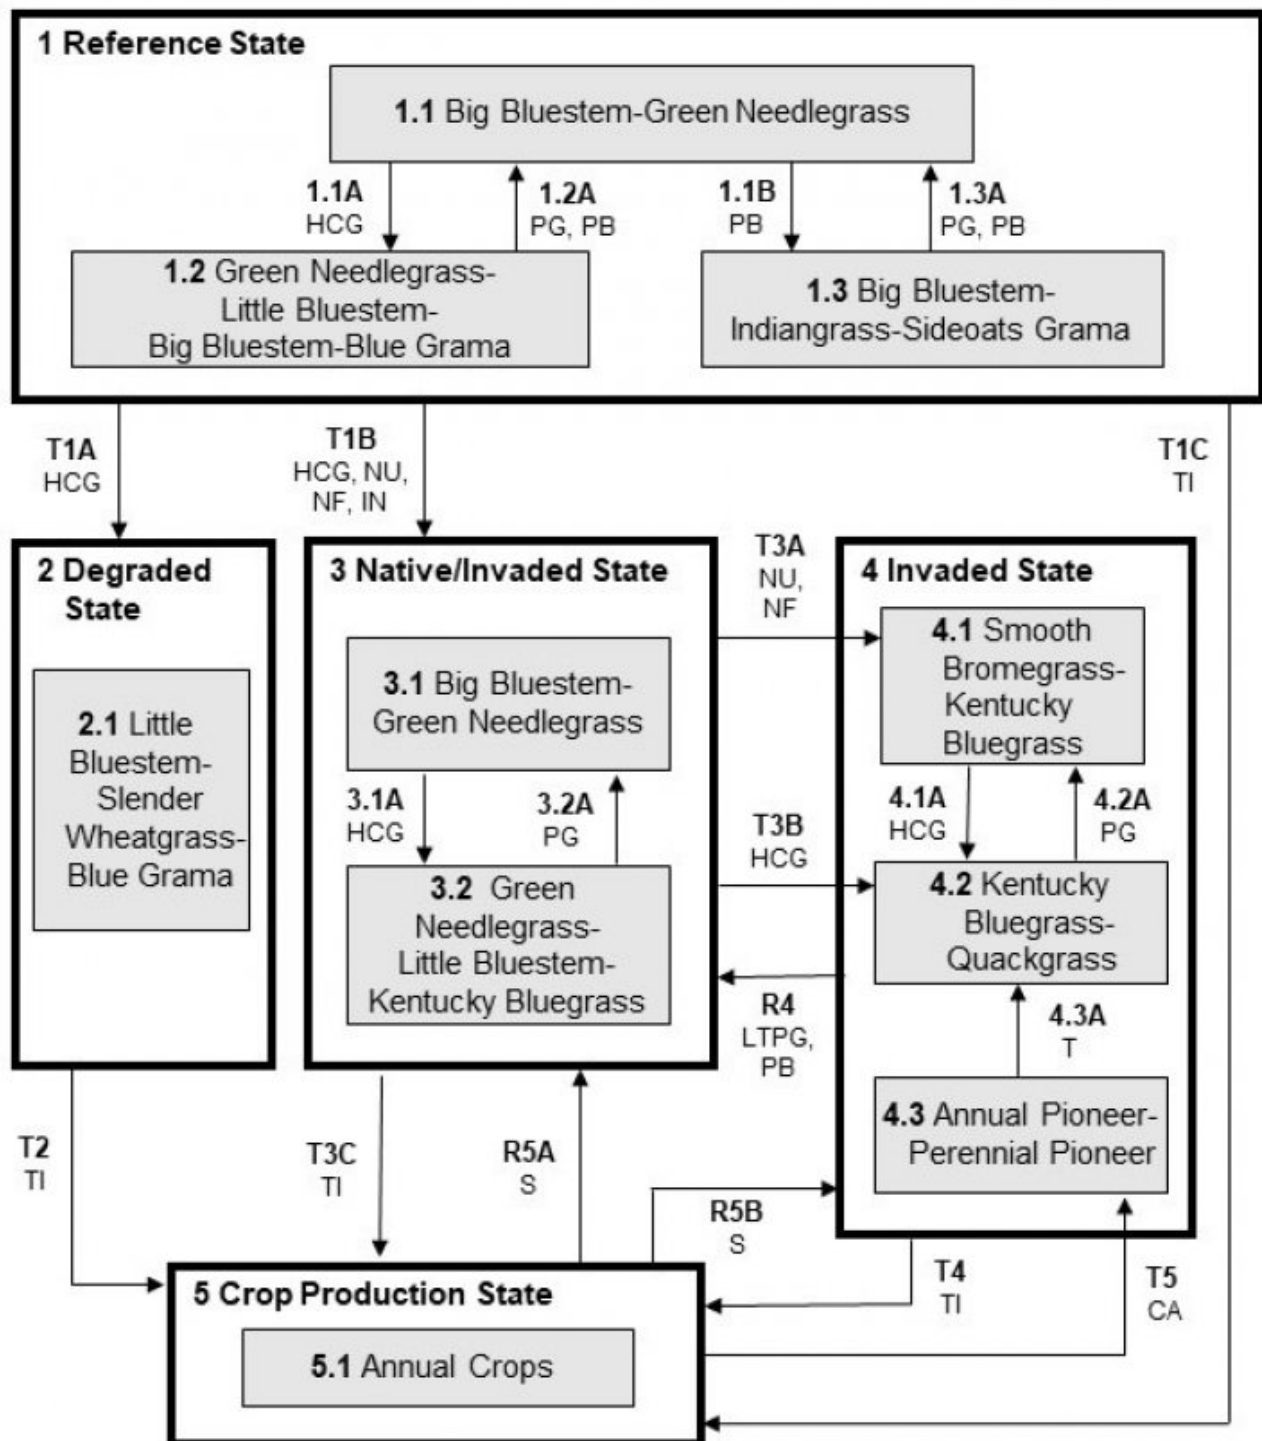 1 Reference State
1.1 Big Bluestem-Green Needlegrass
1.1A
HCG
1.2A
PG, PB
1.1B
PB
1.3A
PG, PB
1.2 Green Needlegrass-
Little Bluestem-
Big Bluestem-Blue Grama
1.3 Big Bluestem-
Indiangrass-Sideoats Grama
T1A
HCG
T1B
HCG, NU,
NF, IN
T1C
TI
2 Degraded
State
2.1 Little
Bluestem-
Slender
Wheatgrass-
Blue Grama
3 Native/Invaded State
3.1 Big Bluestem-
Green Needlegrass
3.1A
HCG
3.2A
PG
3.2 Green
Needlegrass-
Little Bluestem-
Kentucky Bluegrass
T3A
NU,
NF
T3B
HCG
R4
LTPG,
PB
4 Invaded State
4.1 Smooth
Bromegrass-
Kentucky
Bluegrass
4.1A
HCG
4.2A
PG
4.2 Kentucky
Bluegrass-
Quackgrass
4.3A
T
4.3 Annual Pioneer-
Perennial Pioneer
T2
TI
T3C
TI
R5A
S
R5B
S
T4
TI
T5
CA
5 Crop Production State
5.1 Annual Crops